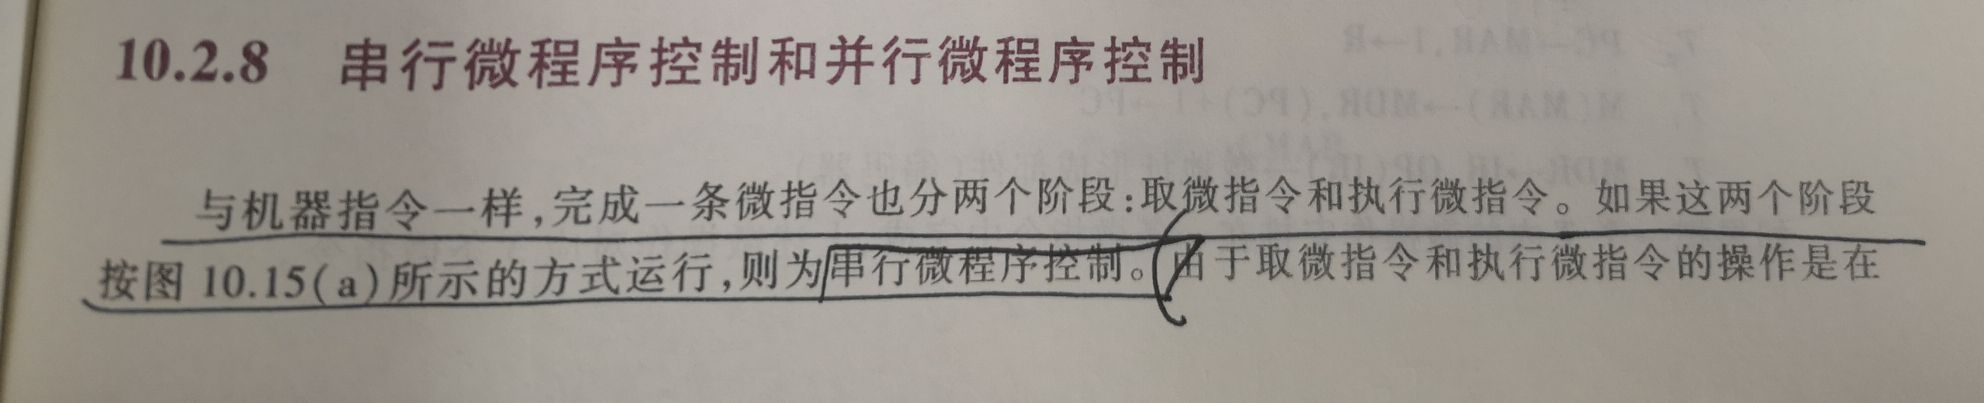 10.2.8 串行微程序控制和并行微程序控制
与机器指令一样,完成一条微指令也分两个阶段:取微指令和执行微指令。如果这两个阶段
按图 10.15(a)所示的方式运行,则为串行微程序控制。由于取微指令和执行微指令的操作是在